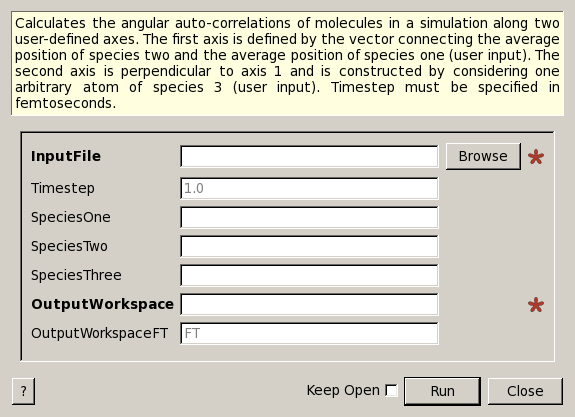 Calculates the angular auto-correlations of molecules in a simulation along two
user-defined axes. The first axis is defined by the vector connecting the average
position of species two and the average position of species one (user input). The
second axis is perpendicular to axis 1 and is constructed by considering one
arbitrary atom of species 3 (user input). Timestep must be specified in
femtoseconds.
InputFile Browse
Timestep 1.0
SpeciesOne
SpeciesTwo
SpeciesThree
OutputWorkspace
OutputWorkspaceFT FT
? Keep Open Run Close